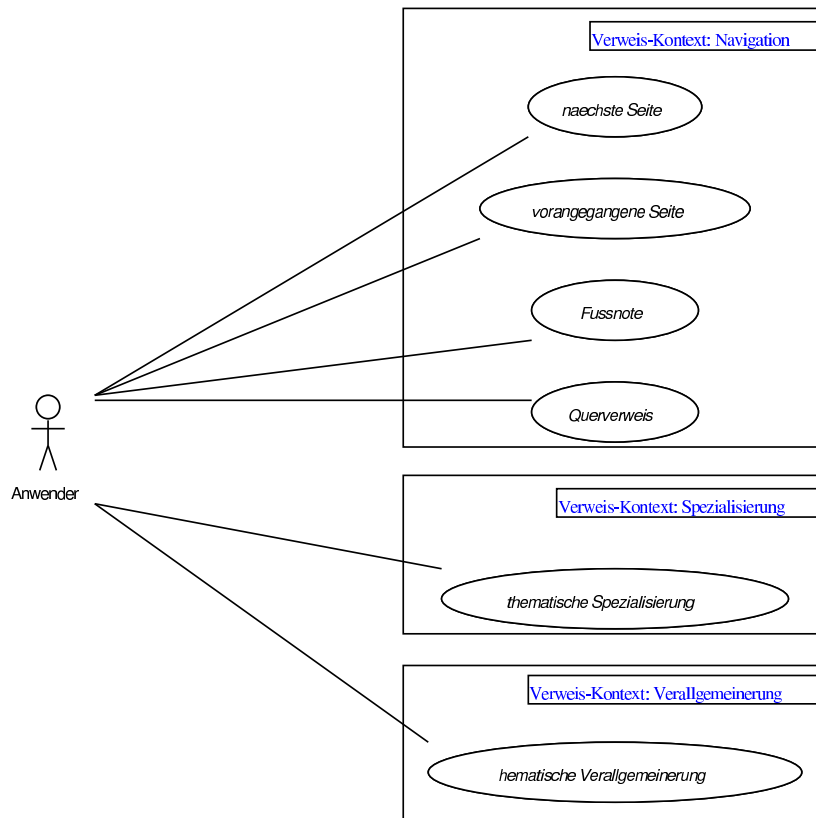 Verweis-Kontext: Navigation
naechste Seite
vorangegangene Seite
Fussnote
Querverweis
Anwender
Verweis-Kontext: Spezialisierung
thematische Spezialisierung
Verweis-Kontext: Verallgemeinerung
hematische Verallgemeinerung